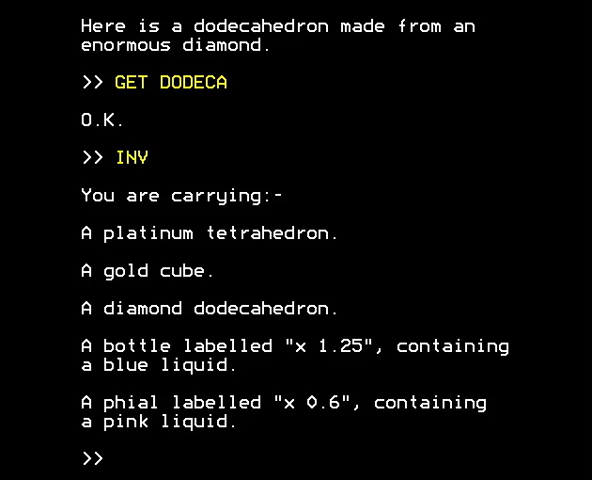 Here is a dodecahedron made from an
enormous diamond.
>> GET DODECA
O.K.
>> INV
You are carrying:-
A platinum tetrahedron.
A gold cube.
A diamond dodecahedron.
A bottle labelled "x 1.25", containing
a blue liquid.
A phial labelled "x 0.6", containing
a pink liquid.
>>